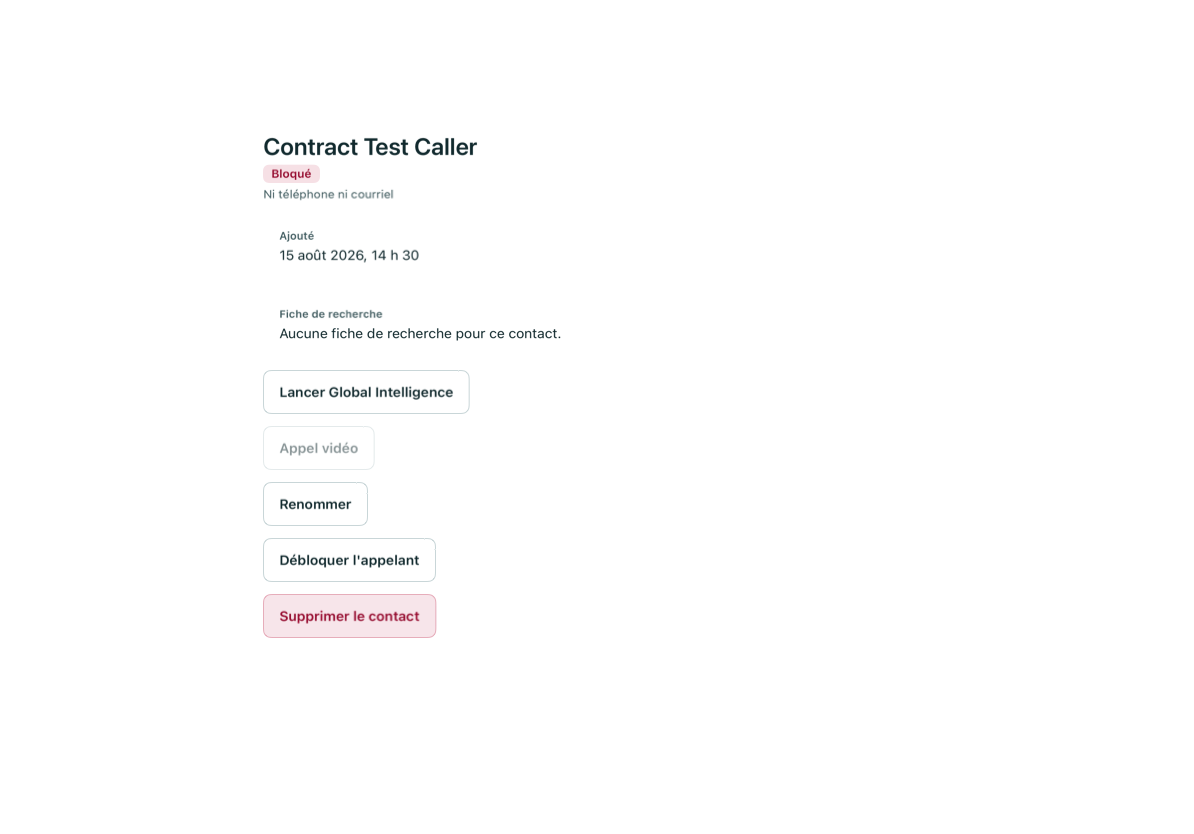 Contract Test Caller
Bloqué
Ni téléphone ni courriel
Ajouté
15 août 2026, 14 h 30
Fiche de recherche
Aucune fiche de recherche pour ce contact.
Lancer Global Intelligence
Appel vidéo
Renommer
Débloquer l'appelant
Supprimer le contact